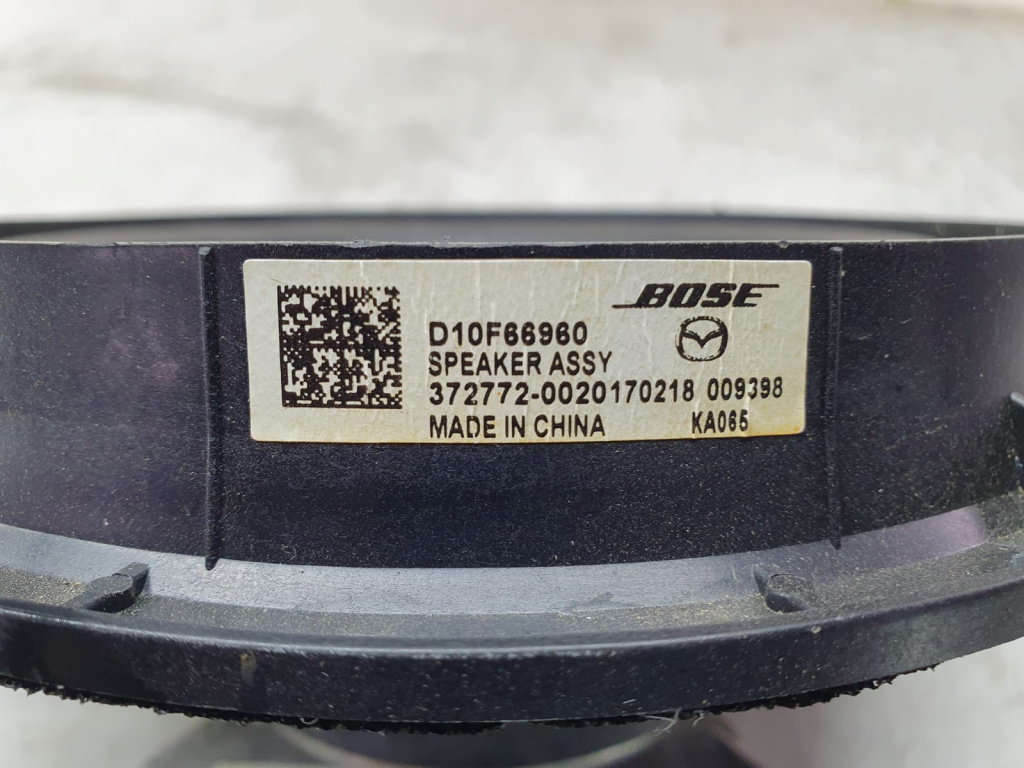 BOSE
D10F66960
SPEAKER ASSY
372772-0020170218 009398
MADE IN CHINA KA065